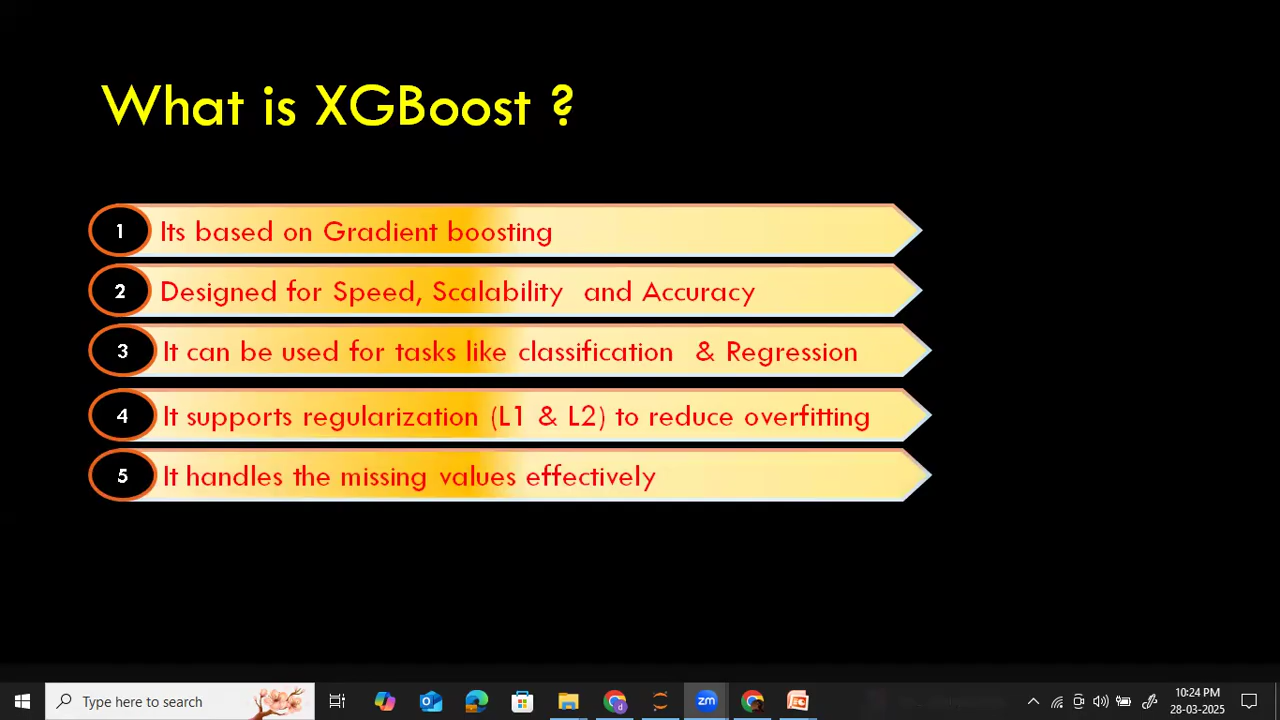 What is XGBoost ?
1 Its based on Gradient boosting
2 Designed for Speed, Scalability and Accuracy
3 It can be used for tasks like classification & Regression
4 It supports regularization (L1 & L2) to reduce overfitting
5 It handles the missing values effectively
Type here to search
zm
10:24 PM
28-03-2025